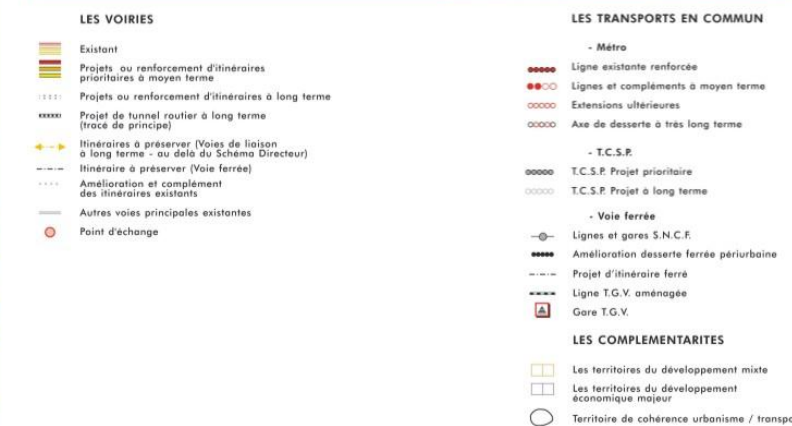 LES VOIRIES
Existant
Projets ou renforcement d'itinéraires
prioritaires à moyen terme
Projets ou renforcement d'itinéraires à long terme
Projet de tunnel routier à long terme
(tracé de principe)
Itinéraires à préserver (Voies de liaison
à long terme - au delà du Schéma Directeur)
Itinéraire à préserver (Voie ferrée)
Amélioration et complément
des itinéraires existants
Autres voies principales existantes
Point d'échange
LES TRANSPORTS EN COMMUN
- Métro
Ligne existante renforcée
Lignes et compléments à moyen terme
Extensions ultérieures
Axe de desserte à très long terme
- T.C.S.P.
T.C.S.P. Projet prioritaire
T.C.S.P. Projet à long terme
- Voie ferrée
Lignes et gares S.N.C.F.
Amélioration desserte ferrée périurbaine
Projet d'itinéraire ferré
Ligne T.G.V. aménagée
Gare T.G.V.
LES COMPLEMENTARITES
Les territoires du développement mixte
Les territoires du développement
économique majeur
Territoire de cohérence urbanisme / transpo